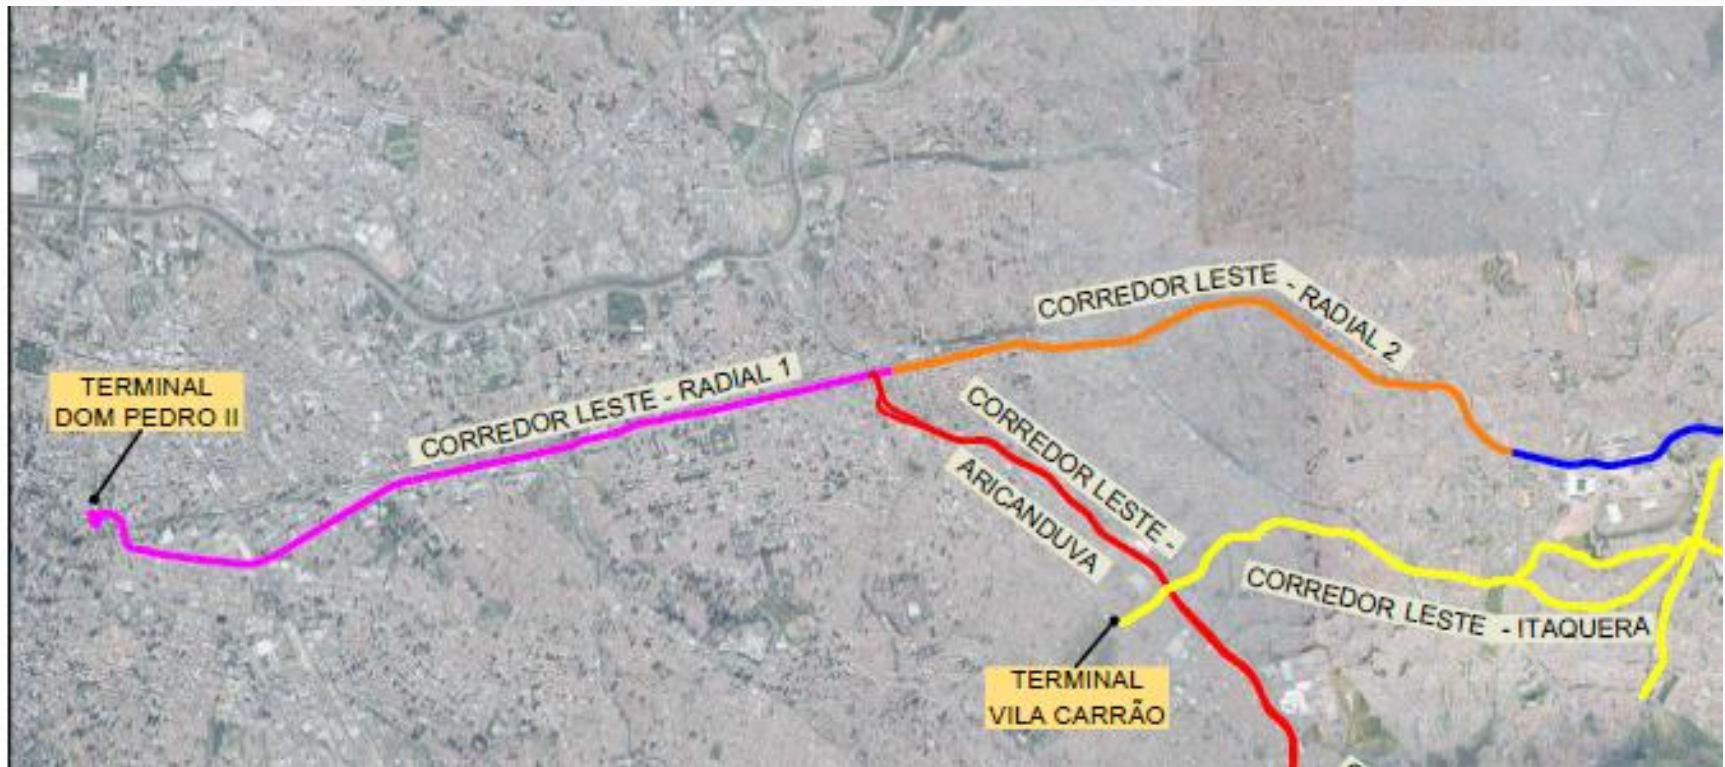 CORREDOR LESTE - RADIAL 2
TERMINAL
DOM PEDRO II
CORREDOR LESTE - RADIAL 1
CORREDOR LESTE -
ARICANDUVA
CORREDOR LESTE - ITAQUERA
TERMINAL
VILA CARRÃO